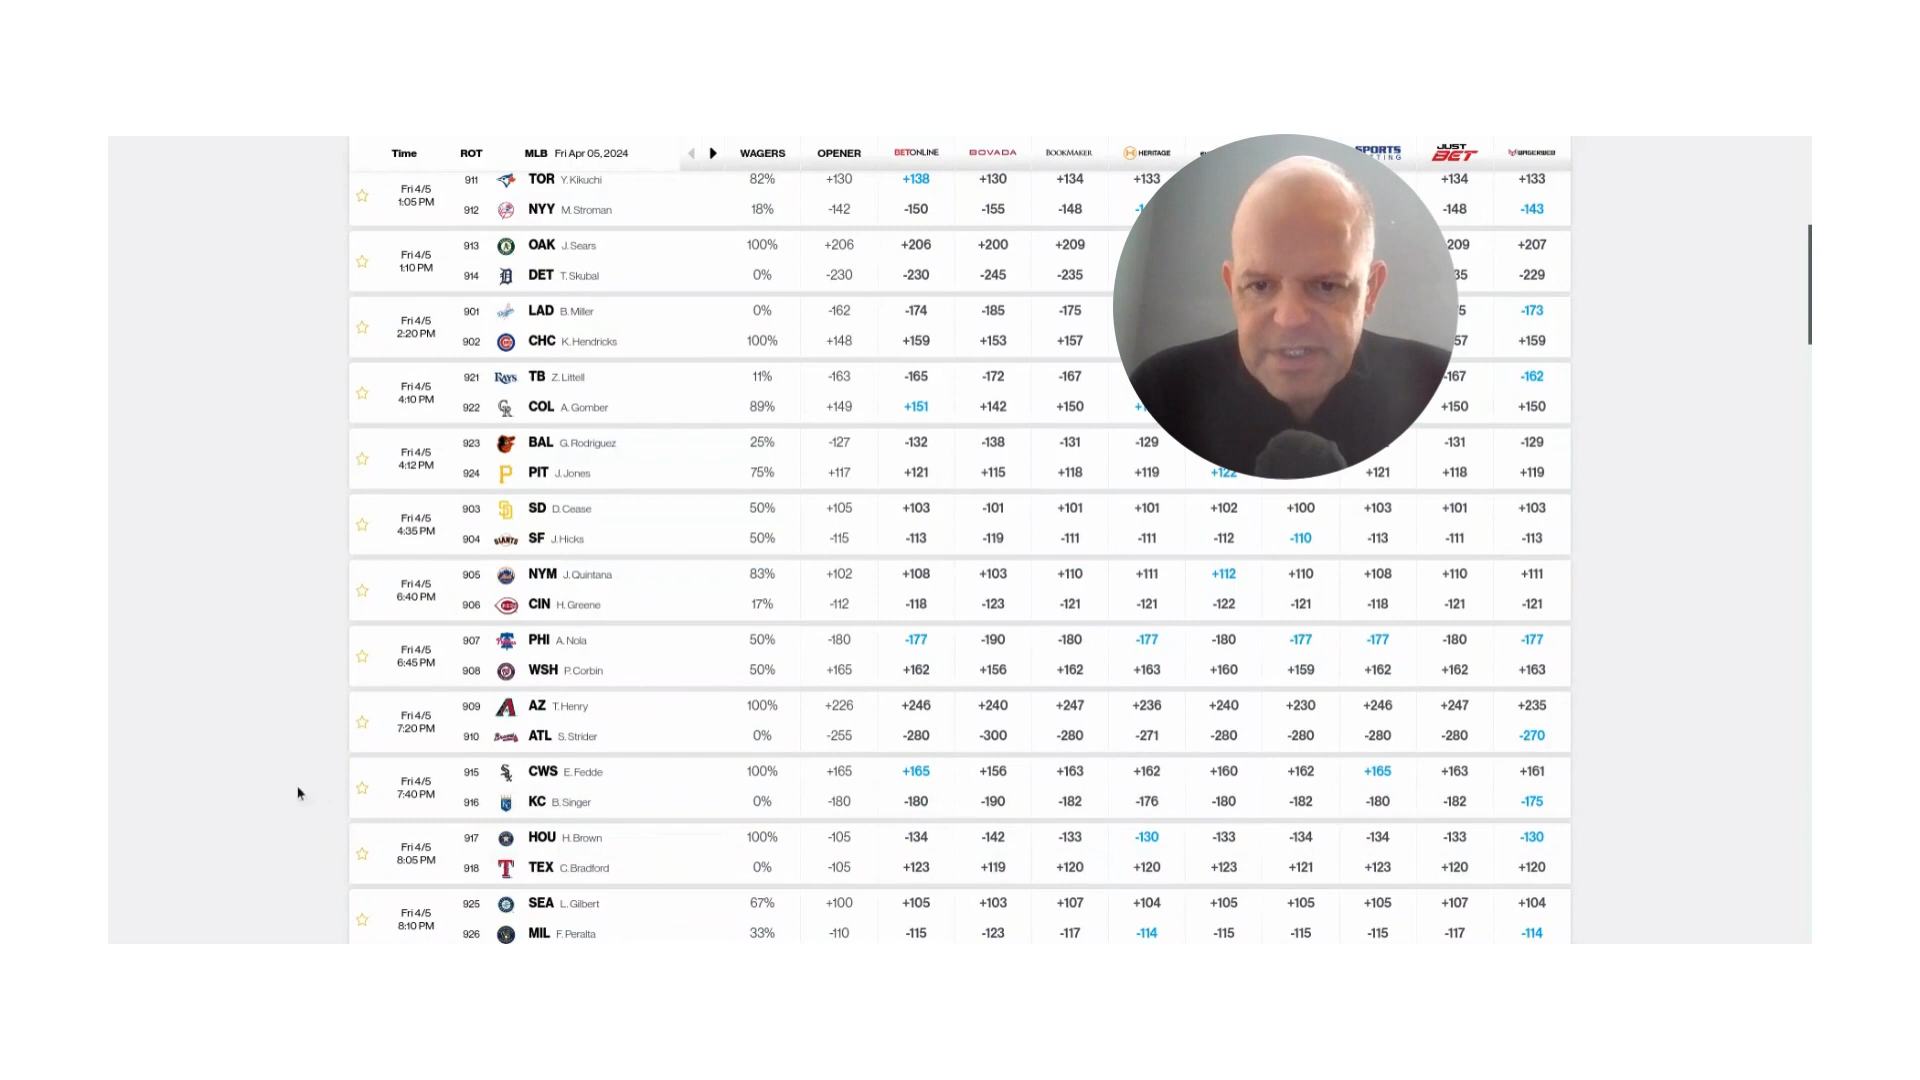 Time ROT MLB Fri Apr 05, 2024 WAGERS OPENER BETONLINE BOVADA BOOKMAKER HERITAGE SPORTS JUST BET WAGERWEB
Fri 4/5 1:05 PM
911 TOR Y. Kikuchi 82% +130 +138 +130 +134 +133 +134 +133
912 NYY M. Stroman 18% -142 -150 -155 -148 -148 -143
Fri 4/5 1:10 PM
913 OAK J. Sears 100% +206 +206 +200 +209 209 +207
914 DET T. Skubal 0% -230 -230 -245 -235 -229
Fri 4/5 2:20 PM
901 LAD B. Miller 0% -162 -174 -185 -175 -173
902 CHC K. Hendricks 100% +148 +159 +153 +157 +159
Fri 4/5 4:10 PM
921 TB Z. Littell 11% -163 -165 -172 -167 -167 -162
922 COL A. Gomber 89% +149 +151 +142 +150 +150 +150
Fri 4/5 4:12 PM
923 BAL G. Rodriguez 25% -127 -132 -138 -131 -129 -131 -129
924 PIT J. Jones 75% +117 +121 +115 +118 +119 +122 +121 +118 +119
Fri 4/5 4:35 PM
903 SD D. Cease 50% +105 +103 -101 +101 +101 +102 +100 +103 +101 +103
904 SF J. Hicks 50% -115 -113 -119 -111 -111 -112 -110 -113 -111 -113
Fri 4/5 6:40 PM
905 NYM J. Quintana 83% +102 +108 +103 +110 +111 +112 +110 +108 +110 +111
906 CIN H. Greene 17% -112 -118 -123 -121 -121 -122 -121 -118 -121 -121
Fri 4/5 6:45 PM
907 PHI A. Nola 50% -180 -177 -190 -180 -177 -180 -177 -177 -180 -177
908 WSH P. Corbin 50% +165 +162 +156 +162 +163 +160 +159 +162 +162 +163
Fri 4/5 7:20 PM
909 AZ T. Henry 100% +226 +246 +240 +247 +236 +240 +230 +246 +247 +235
910 ATL S. Strider 0% -255 -280 -300 -280 -271 -280 -280 -280 -280 -270
Fri 4/5 7:40 PM
915 CWS E. Fedde 100% +165 +165 +156 +163 +162 +160 +162 +165 +163 +161
916 KC B. Singer 0% -180 -180 -190 -182 -176 -180 -182 -180 -182 -175
Fri 4/5 8:05 PM
917 HOU H. Brown 100% -105 -134 -142 -133 -130 -133 -134 -134 -133 -130
918 TEX C. Bradford 0% -105 +123 +119 +120 +120 +123 +121 +123 +120 +120
Fri 4/5 8:10 PM
925 SEA L. Gilbert 67% +100 +105 +103 +107 +104 +105 +105 +105 +107 +104
926 MIL F. Peralta 33% -110 -115 -123 -117 -114 -115 -115 -115 -117 -114